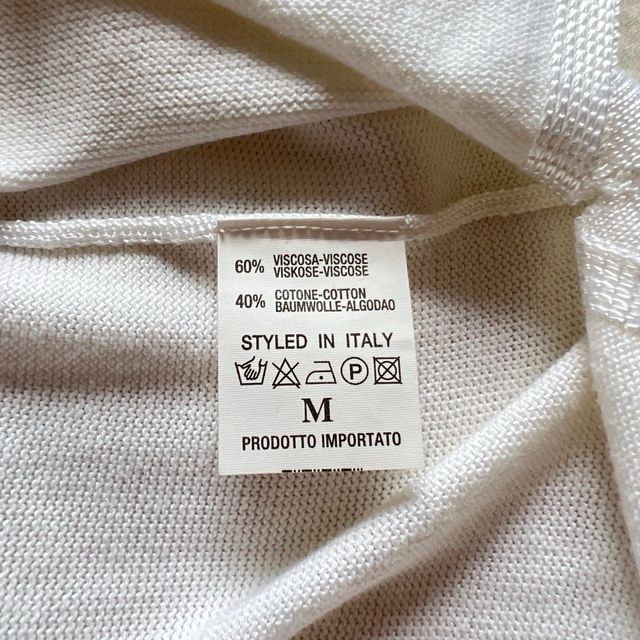 60% VISCOSA-VISCOSE
VISKOSE-VISCOSE
40% COTONE-COTTON
BAUMWOLLE-ALGODAO
STYLED IN ITALY
P
M
PRODOTTO IMPORTATO